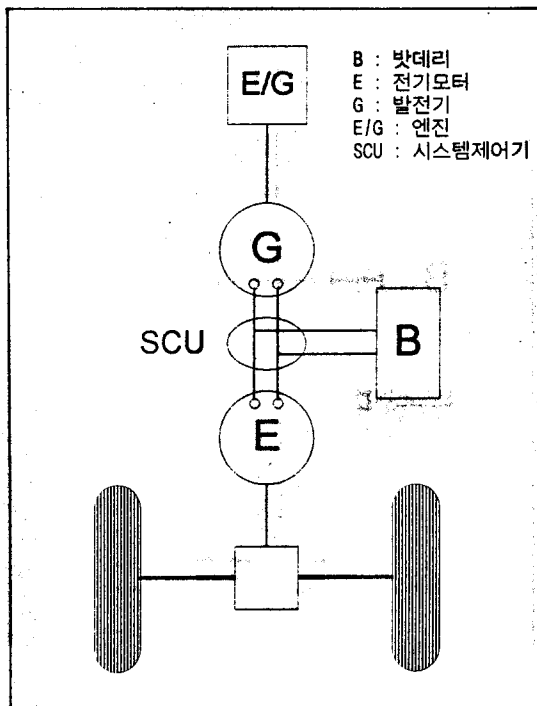 E/G
B : 밧데리
E : 전기모터
G : 발전기
E/G : 엔진
SCU : 시스템제어기
G
SCU
B
E